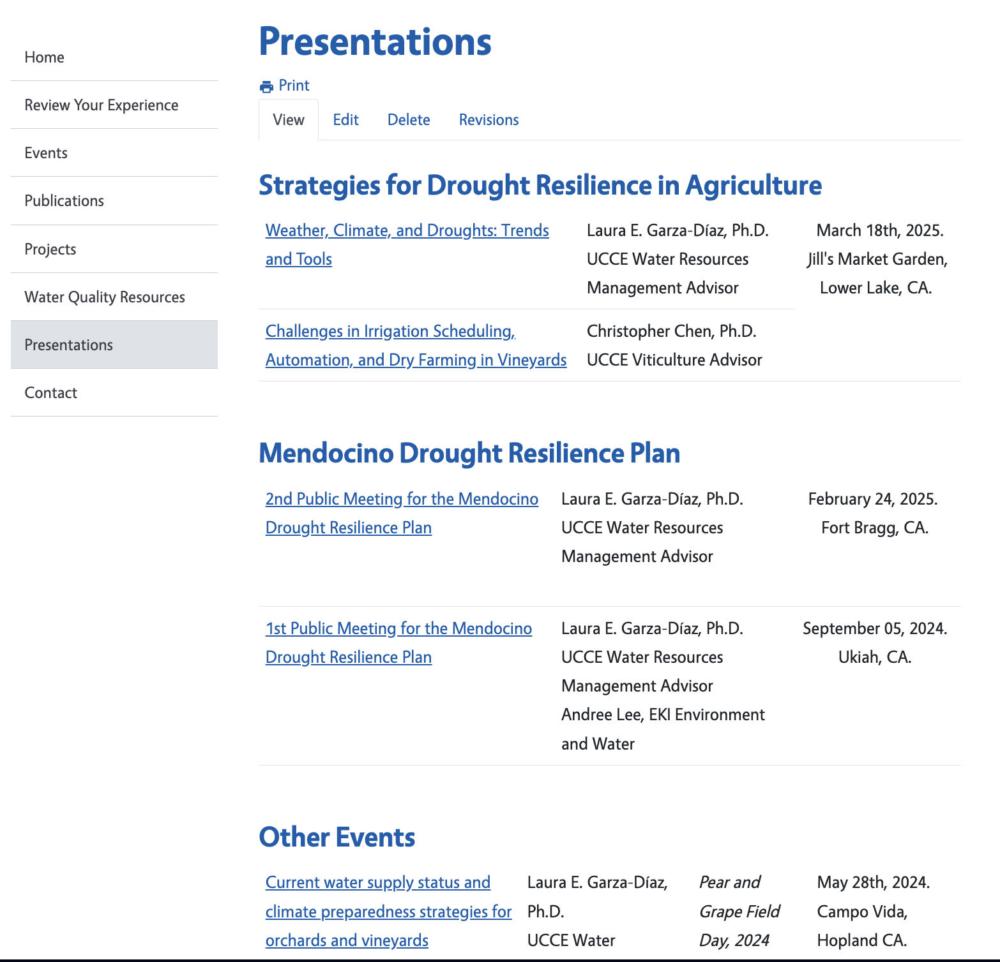 Home
Review Your Experience
Events
Publications
Projects
Water Quality Resources
Presentations
Contact
Presentations
Print
View Edit Delete Revisions
Strategies for Drought Resilience in Agriculture
Weather, Climate, and Droughts: Trends
and Tools
Laura E. Garza-Díaz, Ph.D.
UCCE Water Resources
Management Advisor
March 18th, 2025.
Jill's Market Garden,
Lower Lake, CA.
Challenges in Irrigation Scheduling,
Automation, and Dry Farming in Vineyards
Christopher Chen, Ph.D.
UCCE Viticulture Advisor
Mendocino Drought Resilience Plan
2nd Public Meeting for the Mendocino
Drought Resilience Plan
Laura E. Garza-Díaz, Ph.D.
UCCE Water Resources
Management Advisor
February 24, 2025.
Fort Bragg, CA.
1st Public Meeting for the Mendocino
Drought Resilience Plan
Laura E. Garza-Díaz, Ph.D.
UCCE Water Resources
Management Advisor
Andree Lee, EKI Environment
and Water
September 05, 2024.
Ukiah, CA.
Other Events
Current water supply status and
climate preparedness strategies for
orchards and vineyards
Laura E. Garza-Díaz,
Ph.D.
UCCE Water
Pear and
Grape Field
Day, 2024
May 28th, 2024.
Campo Vida,
Hopland CA.